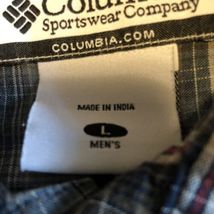 Sportswear Company
COLUMBIA.COM
MADE IN INDIA
L
MEN'S